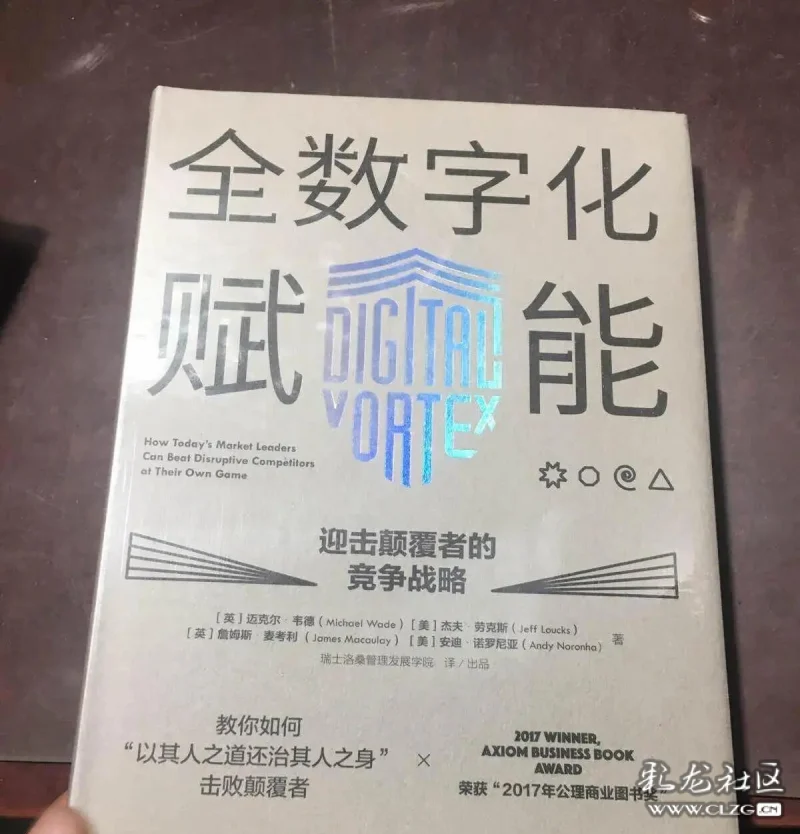 全数字化
赋能
DIGITAL
VORTEX
How Today's Market Leaders
Can Beat Disruptive Competitors
at Their Own Game
迎击颠覆者的
竞争战略
[英] 迈克尔·韦德 (Michael Wade) [美] 杰夫·劳克斯 (Jeff Loucks)
[英] 詹姆斯·麦考利 (James Macaulay) [美] 安迪·诺罗尼亚 (Andy Noronha) 著
瑞士洛桑管理发展学院 译/出品
教你如何
“以其人之道还治其人之身”
击败颠覆者
×
2017 WINNER,
AXIOM BUSINESS BOOK
AWARD
荣获“2017年公理商业图书奖”
私龙社区
WWW.CLZG.CN